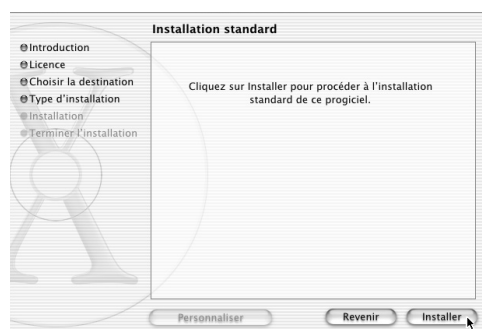 Installation standard
Introduction
Licence
Choisir la destination
Type d'installation
Installation
Terminer l'installation
Cliquez sur Installer pour procéder à l'installation
standard de ce progiciel.
Personnaliser
Revenir
Installer